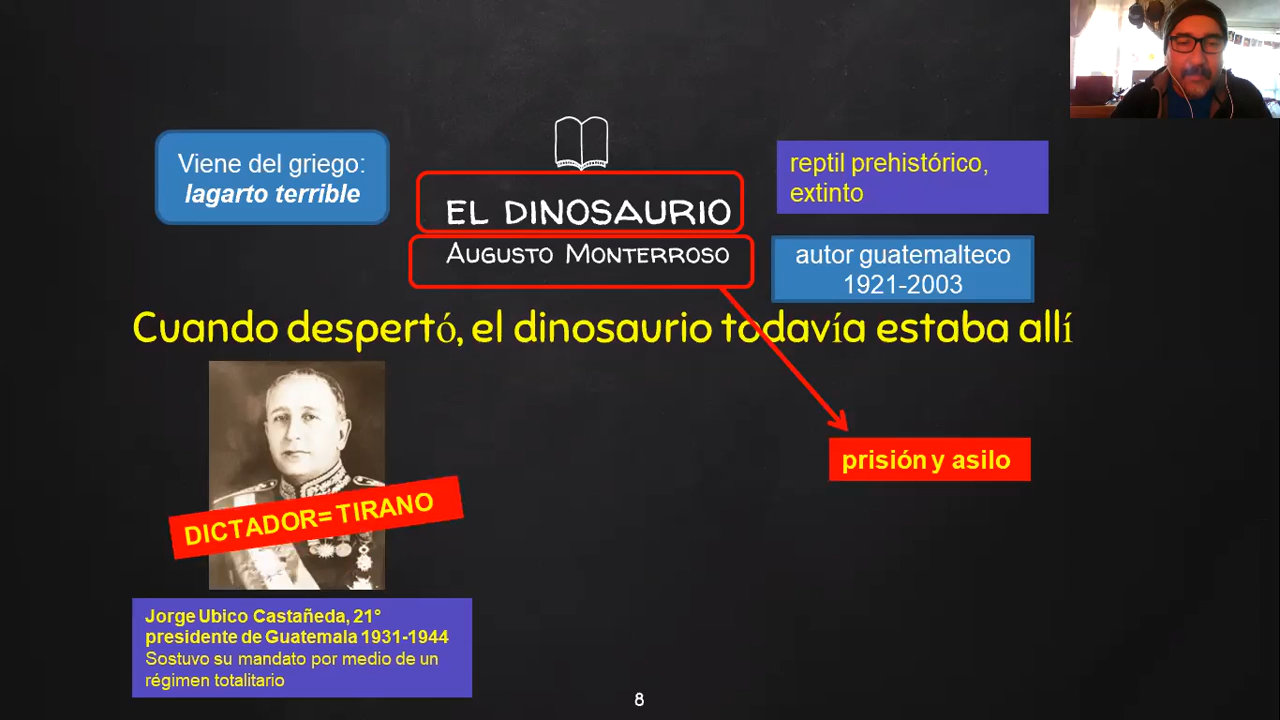 Viene del griego:
lagarto terrible
EL DINOSAURIO
AUGUSTO MONTERROSO
reptil prehistórico,
extinto
autor guatemalteco
1921-2003
Cuando despertó, el dinosaurio todavía estaba allí
prisión y asilo
DICTADOR= TIRANO
Jorge Ubico Castañeda, 21°
presidente de Guatemala 1931-1944
Sostuvo su mandato por medio de un
régimen totalitario
8